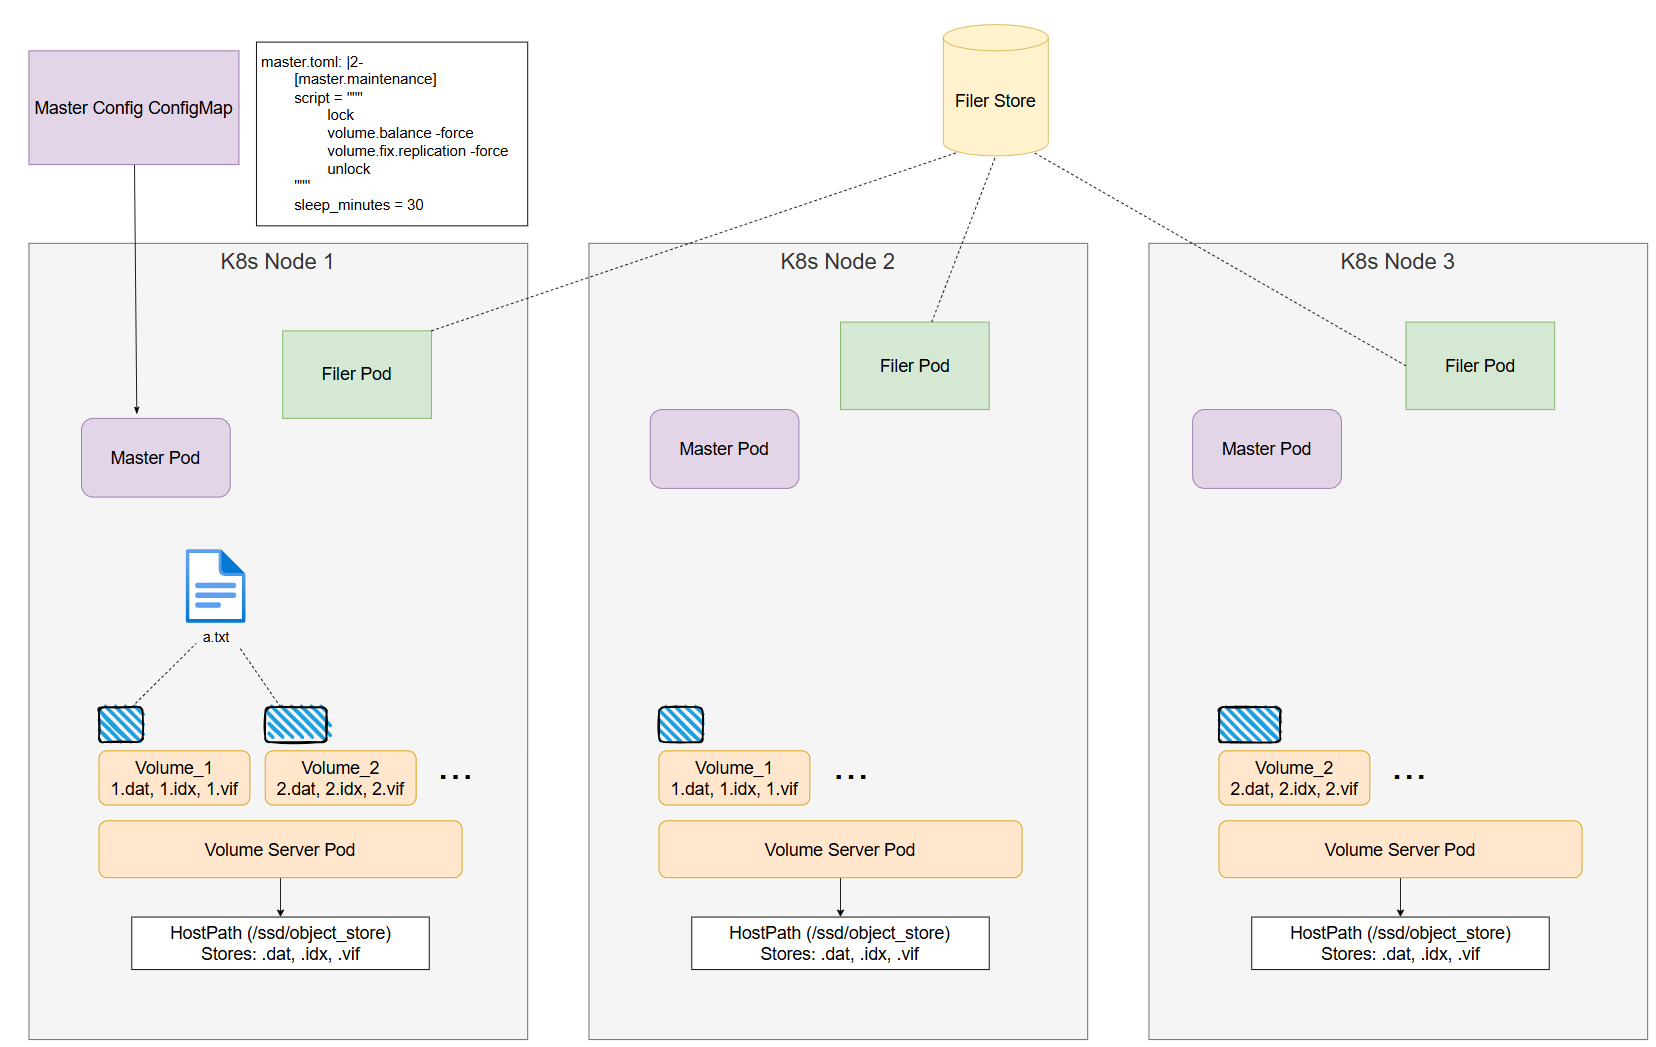 Master Config ConfigMap
master.toml: |2-
[master.maintenance]
script = """
lock
volume.balance -force
volume.fix.replication -force
unlock
"""
sleep_minutes = 30
Filer Store
K8s Node 1
Filer Pod
Master Pod
a.txt
Volume_1
1.dat, 1.idx, 1.vif
Volume_2
2.dat, 2.idx, 2.vif
...
Volume Server Pod
HostPath (/ssd/object_store)
Stores: .dat, .idx, .vif
K8s Node 2
Filer Pod
Master Pod
Volume_1
1.dat, 1.idx, 1.vif
...
Volume Server Pod
HostPath (/ssd/object_store)
Stores: .dat, .idx, .vif
K8s Node 3
Filer Pod
Master Pod
Volume_2
2.dat, 2.idx, 2.vif
...
Volume Server Pod
HostPath (/ssd/object_store)
Stores: .dat, .idx, .vif